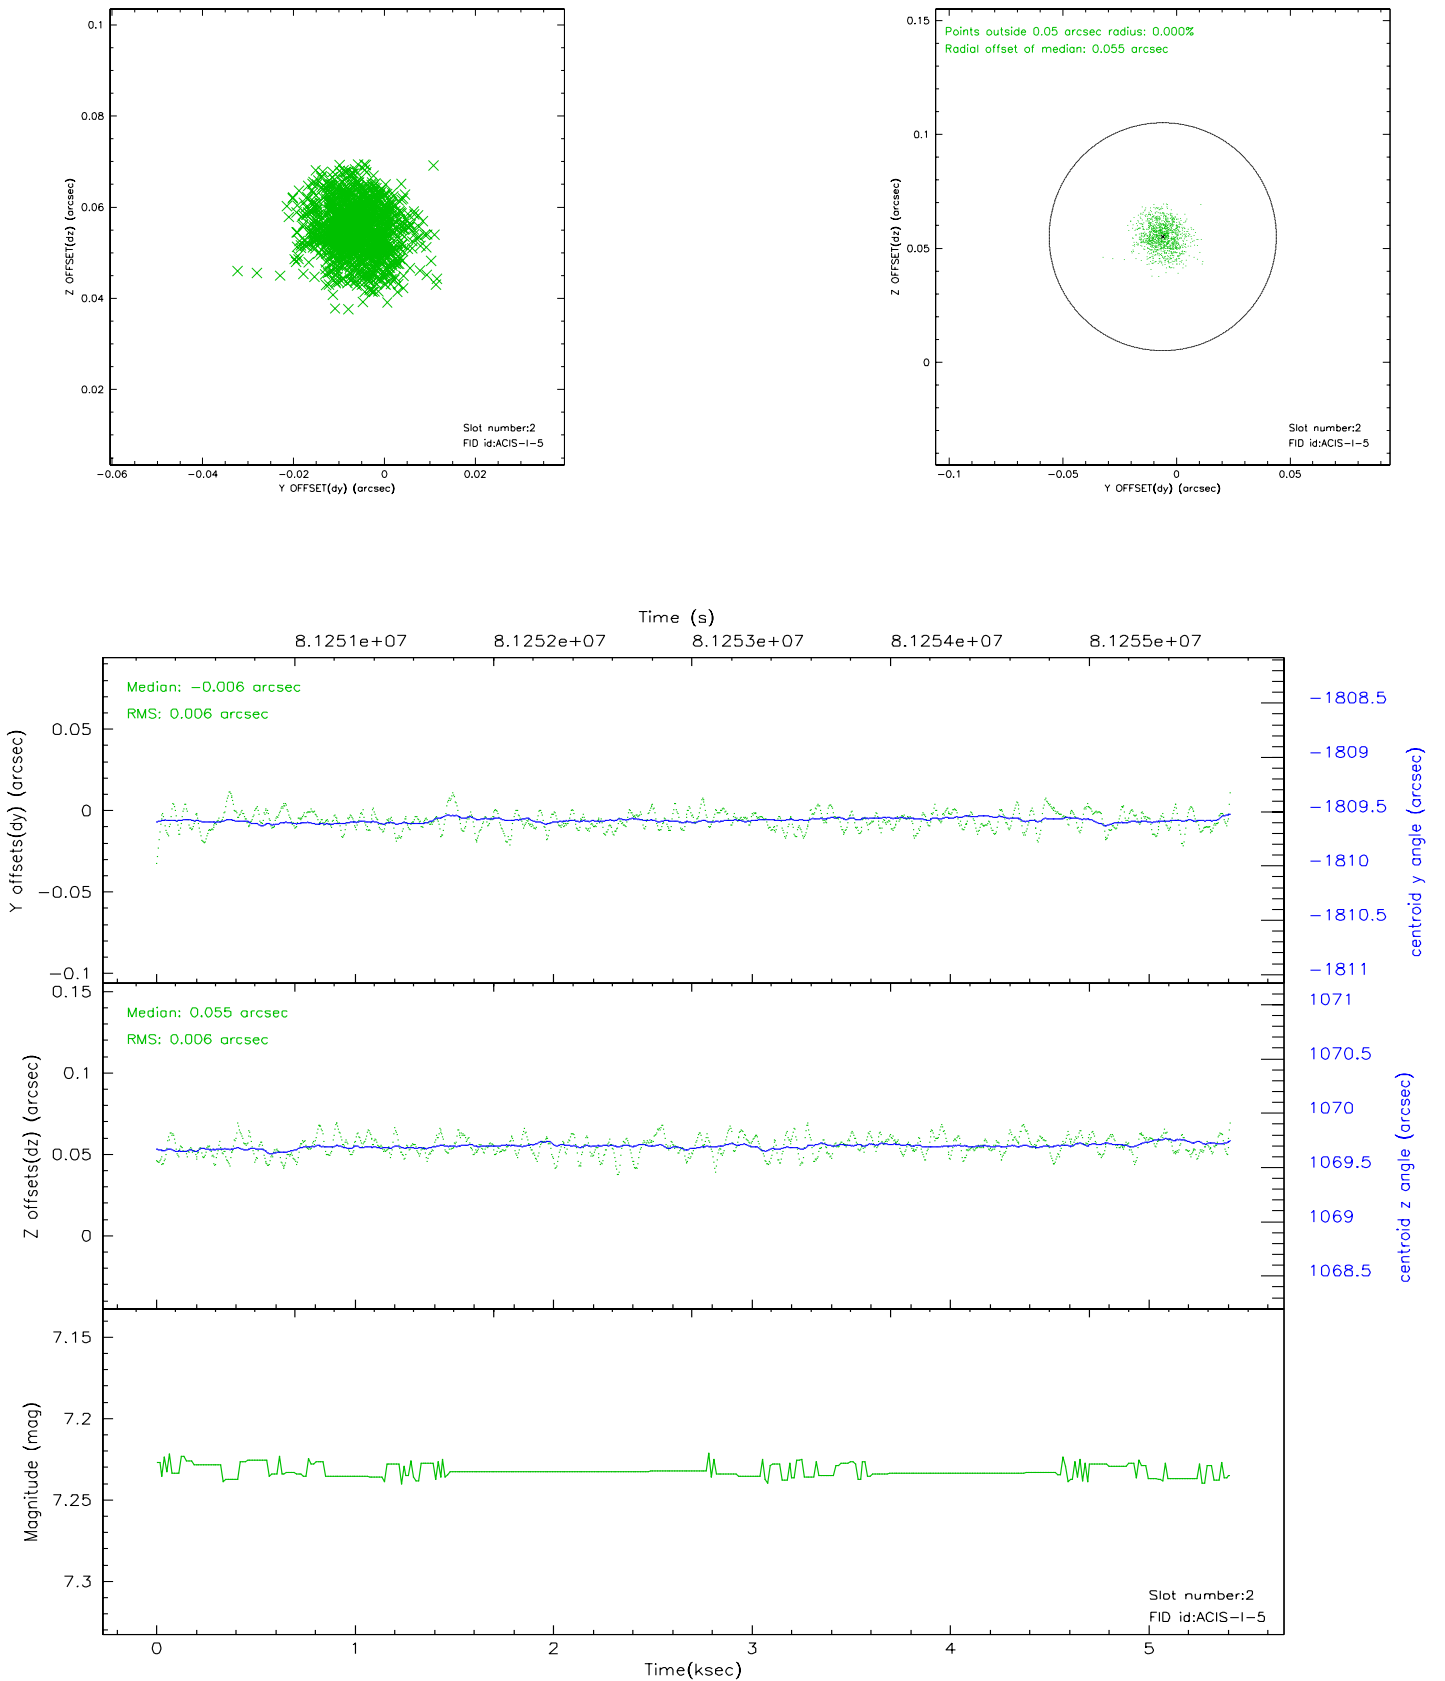 0.1
0.08
0.06
0.04
0.02
Z OFFSET(dz) (arcsec)
Slot number:2
FID id:ACIS-I-5
-0.06 -0.04 -0.02 0 0.02
Y OFFSET(dy) (arcsec)
0.15
0.1
0.05
0
Z OFFSET(dz) (arcsec)
Points outside 0.05 arcsec radius: 0.000%
Radial offset of median: 0.055 arcsec
Slot number:2
FID id:ACIS-I-5
-0.1 -0.05 0 0.05
Y OFFSET(dy) (arcsec)
Time (s)
8.1251e+07 8.1252e+07 8.1253e+07 8.1254e+07 8.1255e+07
Median: -0.006 arcsec
RMS: 0.006 arcsec
0.05
0
-0.05
-0.1
Y offsets(dy) (arcsec)
-1808.5
-1809
-1809.5
-1810
-1810.5
-1811
centroid y angle (arcsec)
Median: 0.055 arcsec
RMS: 0.006 arcsec
0.15
0.1
0.05
0
Z offsets(dz) (arcsec)
1071
1070.5
1070
1069.5
1069
1068.5
centroid z angle (arcsec)
7.15
7.2
7.25
7.3
Magnitude (mag)
Slot number:2
FID id:ACIS-I-5
0 1 2 3 4 5
Time(ksec)